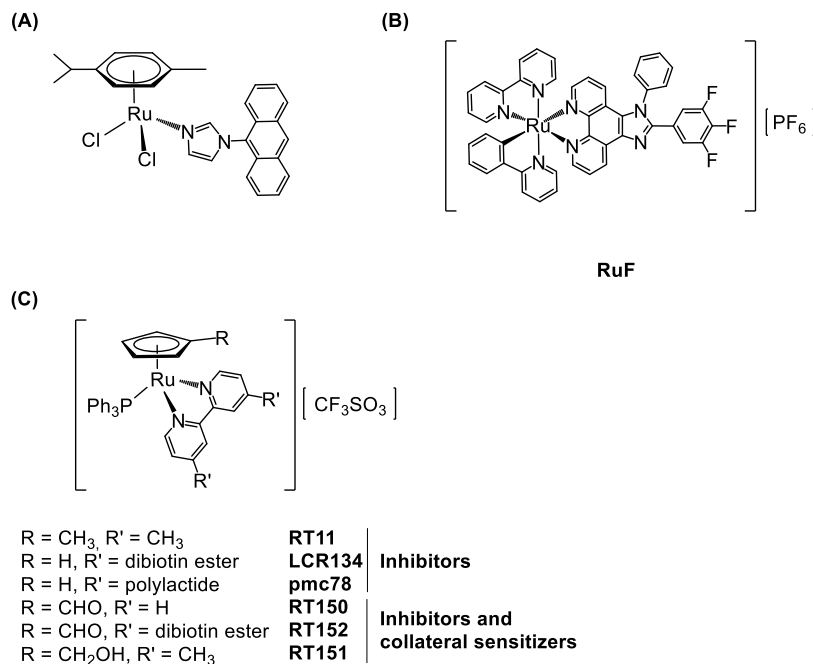 (A)
Ru
Cl
Cl
N
N
(B)
N
N
N
Ru
N
N
N
N
F
F
F
[ PF6 ]
RuF
(C)
R
Ru
Ph3P
N
N
R'
R'
[ CF3SO3 ]
R = CH3, R' = CH3 RT11
R = H, R' = dibiotin ester LCR134 Inhibitors
R = H, R' = polylactide pmc78
R = CHO, R' = H RT150
R = CHO, R' = dibiotin ester RT152 Inhibitors and
collateral sensitizers
R = CH2OH, R' = CH3 RT151